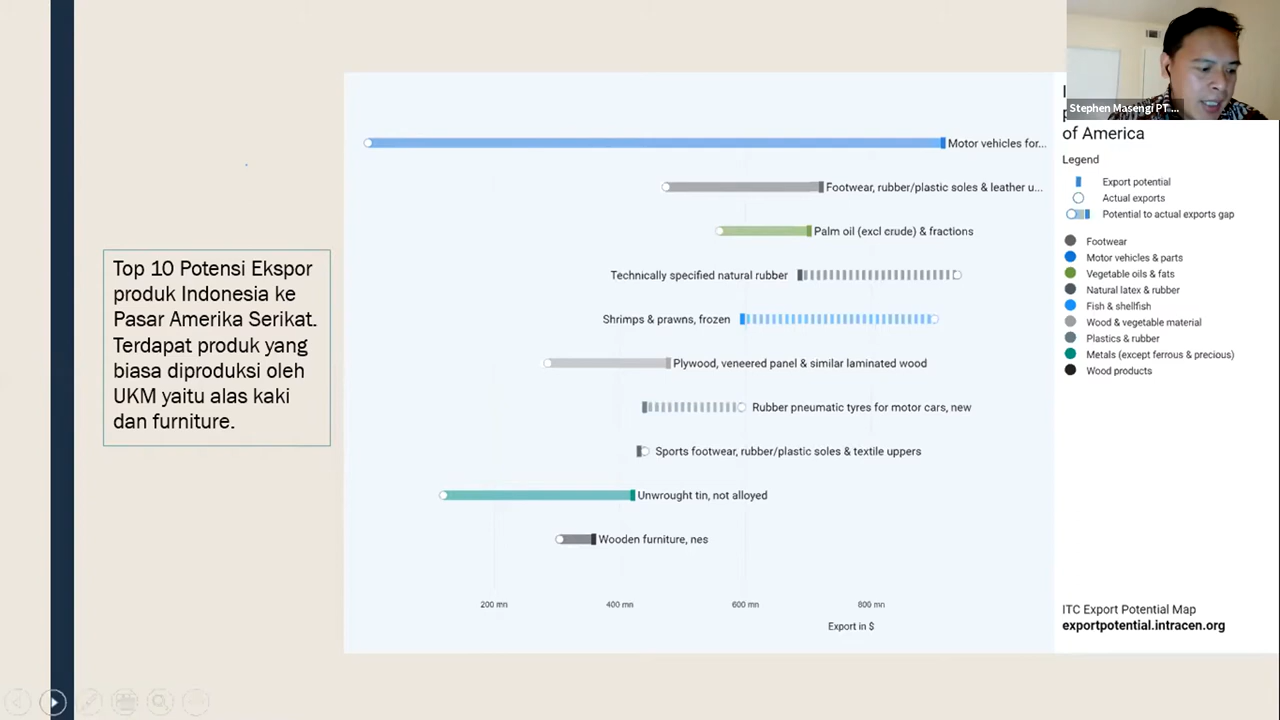 Top 10 Potensi Ekspor
produk Indonesia ke
Pasar Amerika Serikat.
Terdapat produk yang
biasa diproduksi oleh
UKM yaitu alas kaki
dan furniture.
Motor vehicles for...
Footwear, rubber/plastic soles & leather u...
Palm oil (excl crude) & fractions
Technically specified natural rubber
Shrimps & prawns, frozen
Plywood, veneered panel & similar laminated wood
Rubber pneumatic tyres for motor cars, new
Sports footwear, rubber/plastic soles & textile uppers
Unwrought tin, not alloyed
Wooden furniture, nes
200 mn
400 mn
600 mn
800 mn
Export in $
Stephen Masengi PT ...
of America
Legend
Export potential
Actual exports
Potential to actual exports gap
Footwear
Motor vehicles & parts
Vegetable oils & fats
Natural latex & rubber
Fish & shellfish
Wood & vegetable material
Plastics & rubber
Metals (except ferrous & precious)
Wood products
ITC Export Potential Map
exportpotential.intracen.org